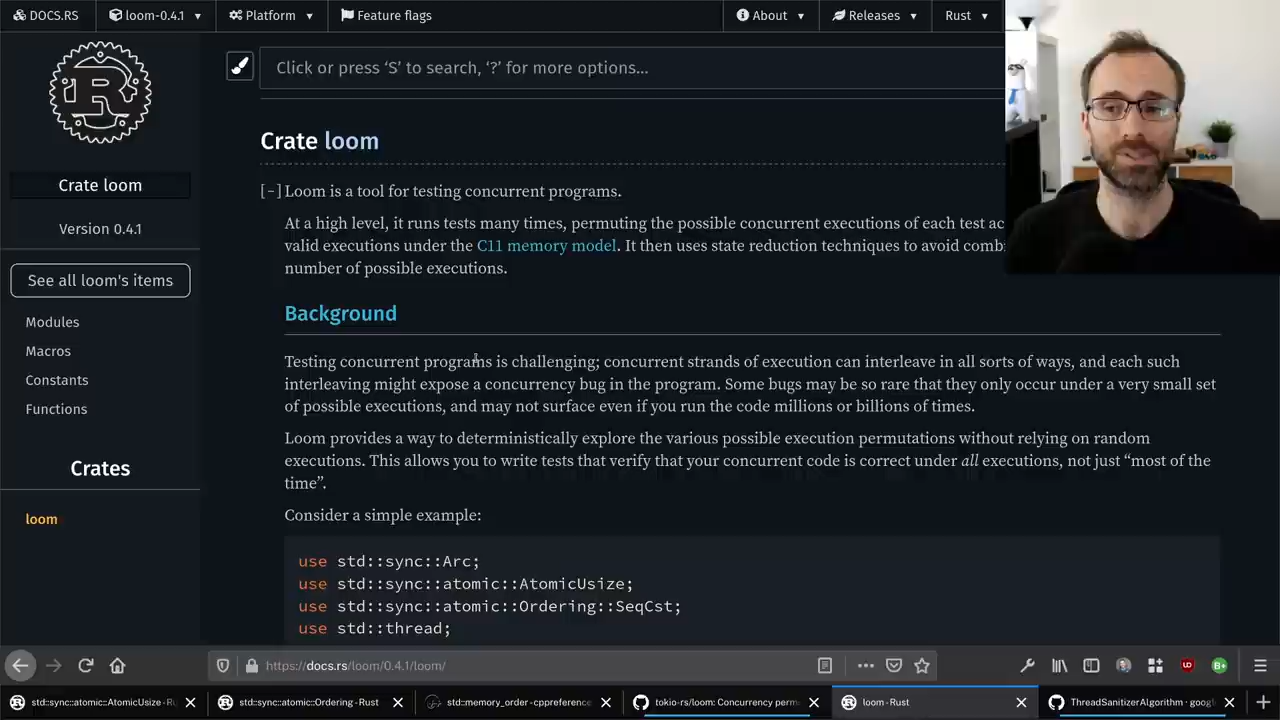 DOCS.RS loom-0.4.1 Platform Feature flags About Releases Rust
Click or press ‘S’ to search, ‘?’ for more options…
Crate loom
Version 0.4.1
See all loom's items
Modules
Macros
Constants
Functions
Crates
loom
Crate loom
[−] Loom is a tool for testing concurrent programs.
At a high level, it runs tests many times, permuting the possible concurrent executions of each test
valid executions under the C11 memory model. It then uses state reduction techniques to avoid
number of possible executions.
Background
Testing concurrent programs is challenging; concurrent strands of execution can interleave in all sorts of ways, and each such
interleaving might expose a concurrency bug in the program. Some bugs may be so rare that they only occur under a very small set
of possible executions, and may not surface even if you run the code millions or billions of times.
Loom provides a way to deterministically explore the various possible execution permutations without relying on random
executions. This allows you to write tests that verify that your concurrent code is correct under all executions, not just “most of the
time”.
Consider a simple example:
use std::sync::Arc;
use std::sync::atomic::AtomicUsize;
use std::sync::atomic::Ordering::SeqCst;
use std::thread;
https://docs.rs/loom/0.4.1/loom/
std::sync::atomic::AtomicUsize - Ru std::sync::atomic::Ordering - Rust std::memory_order - cppreference tokio-rs/loom: Concurrency perm loom - Rust ThreadSanitizerAlgorithm · googl